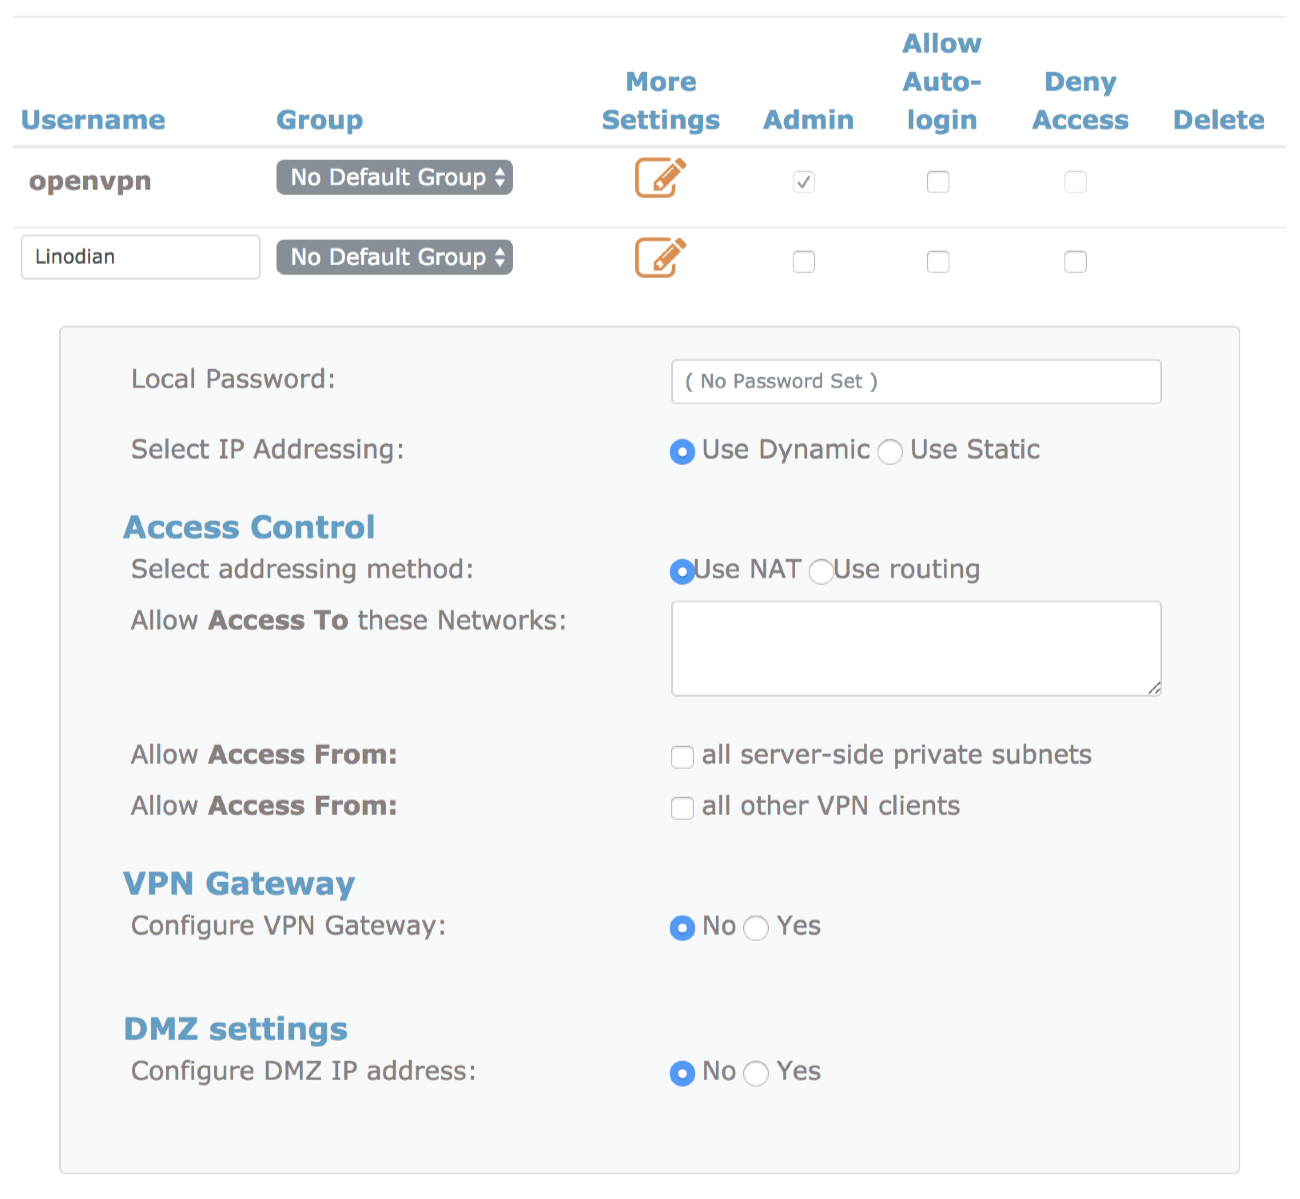 Username Group More Settings Admin Allow Auto-login Deny Access Delete
openvpn No Default Group
Linodian No Default Group
Local Password: ( No Password Set )
Select IP Addressing: Use Dynamic Use Static
Access Control
Select addressing method: Use NAT Use routing
Allow Access To these Networks:
Allow Access From: all server-side private subnets
Allow Access From: all other VPN clients
VPN Gateway
Configure VPN Gateway: No Yes
DMZ settings
Configure DMZ IP address: No Yes